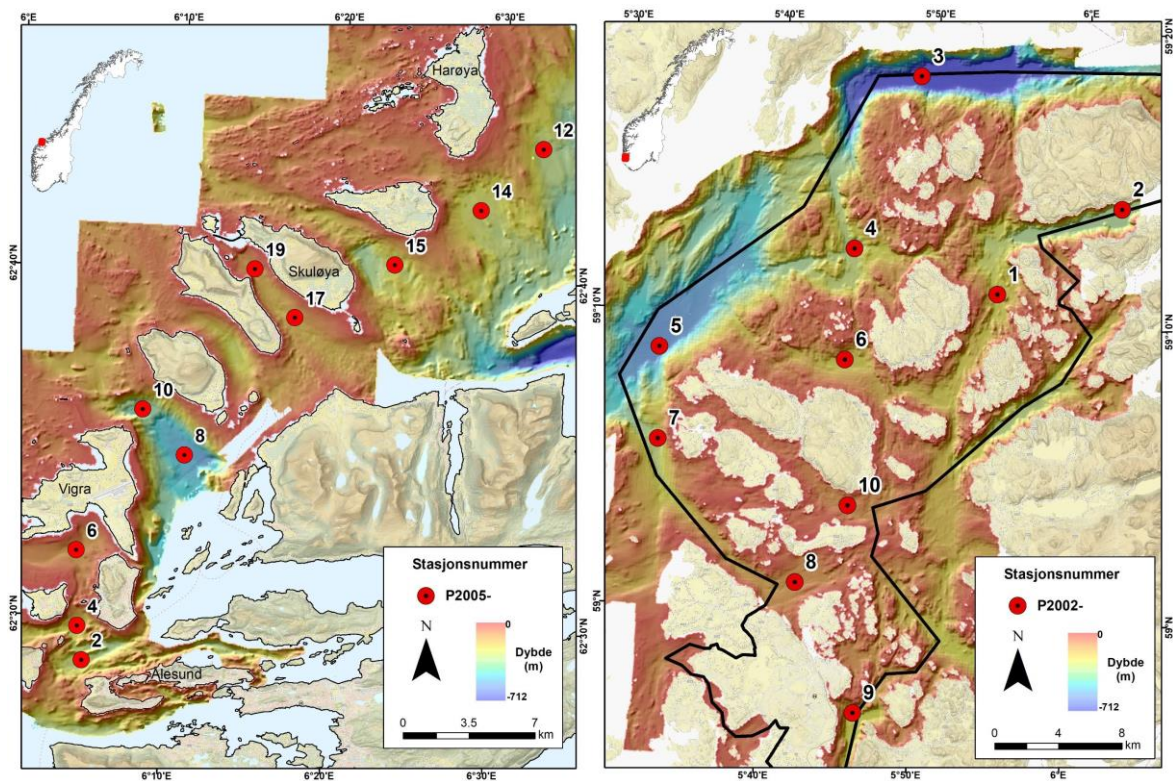 6°10'E
6°20'E
6°30'E
Harøya
12
14
15
19
Skuløya
17
62°40'N
62°40'N
10
8
Vigra
6
4
2
Ålesund
62°30'N
62°30'N
Stasjonsnummer
P2005-
N
0
Dybde
(m)
-712
0 3.5 7
km
6°10'E
6°20'E
6°30'E
5°30'E
5°40'E
5°50'E
6°E
59°20'N
3
2
4
1
59°10'N
59°10'N
5
6
7
10
8
59°N
59°N
9
Stasjonsnummer
P2002-
N
0
Dybde
(m)
-712
0 4 8
km
5°40'E
5°50'E
6°E